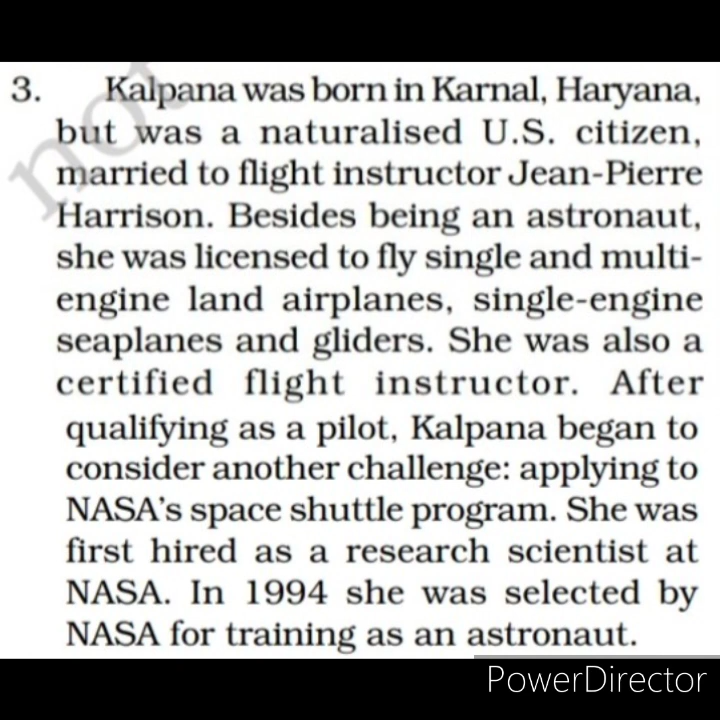 3. Kalpana was born in Karnal, Haryana,
but was a naturalised U.S. citizen,
married to flight instructor Jean-Pierre
Harrison. Besides being an astronaut,
she was licensed to fly single and multi-
engine land airplanes, single-engine
seaplanes and gliders. She was also a
certified flight instructor. After
qualifying as a pilot, Kalpana began to
consider another challenge: applying to
NASA's space shuttle program. She was
first hired as a research scientist at
NASA. In 1994 she was selected by
NASA for training as an astronaut.
not
PowerDirector